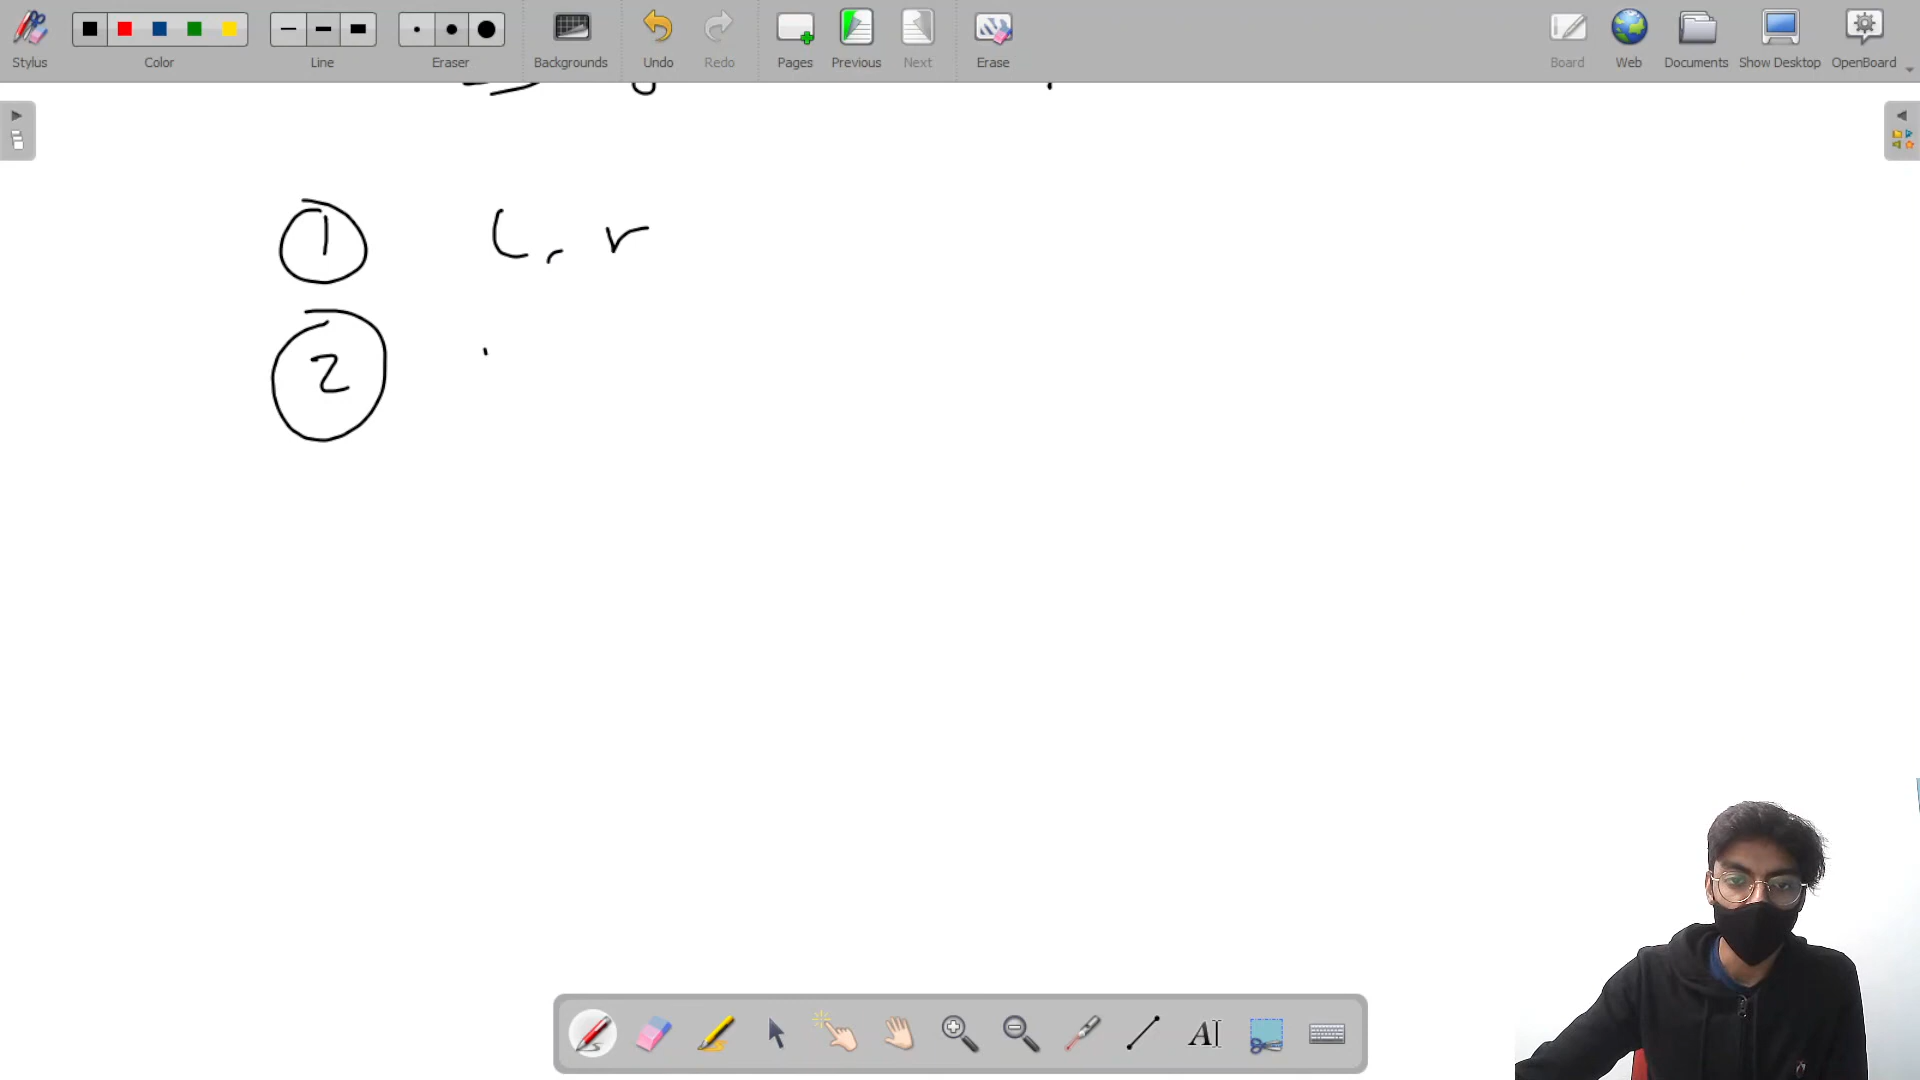 Stylus Color Line Eraser Backgrounds Undo Redo Pages Previous Next Erase Board Web Documents Show Desktop OpenBoard
1 l, r
2